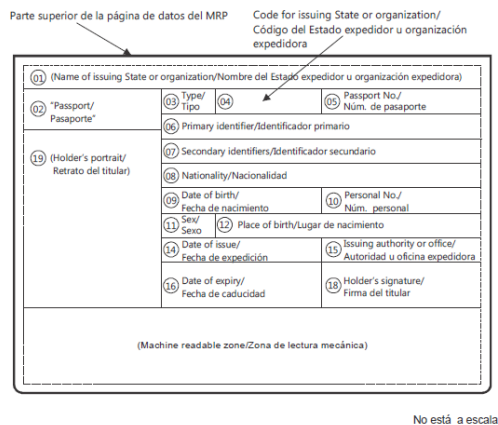 Parte superior de la página de datos del MRP
Code for issuing State or organization/
Código del Estado expedidor u organización
expedidora
01 (Name of issuing State or organization/Nombre del Estado expedidor u organización expedidora)
02 "Passport/
Pasaporte"
03 Type/
Tipo
04
05 Passport No./
Núm. de pasaporte
06 Primary identifier/Identificador primario
19 (Holder's portrait/
Retrato del titular)
07 Secondary identifiers/Identificador secundario
08 Nationality/Nacionalidad
09 Date of birth/
Fecha de nacimiento
10 Personal No./
Núm. personal
11 Sex/
Sexo
12 Place of birth/Lugar de nacimiento
14 Date of issue/
Fecha de expedición
15 Issuing authority or office/
Autoridad u oficina expedidora
16 Date of expiry/
Fecha de caducidad
18 Holder's signature/
Firma del titular
(Machine readable zone/Zona de lectura mecánica)
No está a escala